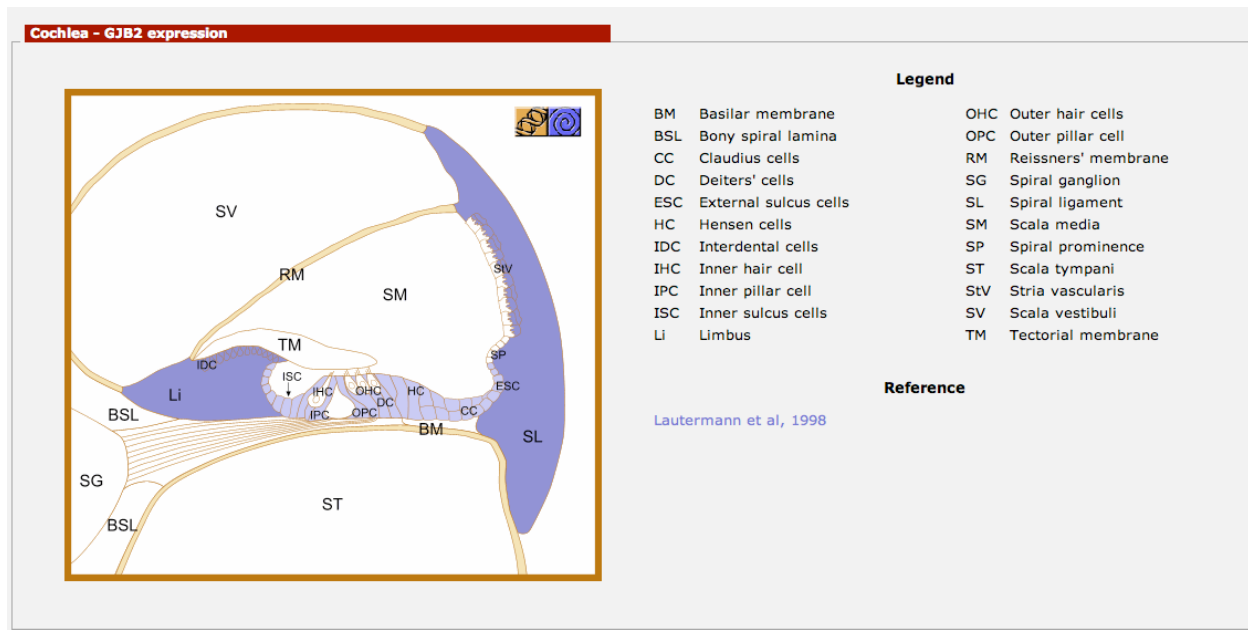 Cochlea - GJB2 expression
SV
RM
SM
StV
TM
SP
IDC
ISC
ESC
Li
IHC
OHC
HC
DC
IPC
OPC
CC
BSL
BM
SL
SG
ST
BSL
Legend
BM Basilar membrane
BSL Bony spiral lamina
CC Claudius cells
DC Deiters' cells
ESC External sulcus cells
HC Hensen cells
IDC Interdental cells
IHC Inner hair cell
IPC Inner pillar cell
ISC Inner sulcus cells
Li Limbus
OHC Outer hair cells
OPC Outer pillar cell
RM Reissners' membrane
SG Spiral ganglion
SL Spiral ligament
SM Scala media
SP Spiral prominence
ST Scala tympani
StV Stria vascularis
SV Scala vestibuli
TM Tectorial membrane
Reference
Lautermann et al, 1998